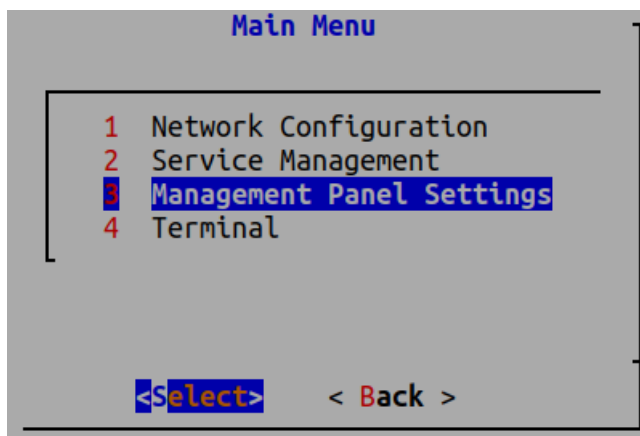 Main Menu
1 Network Configuration
2 Service Management
3 Management Panel Settings
4 Terminal
<Select> < Back >